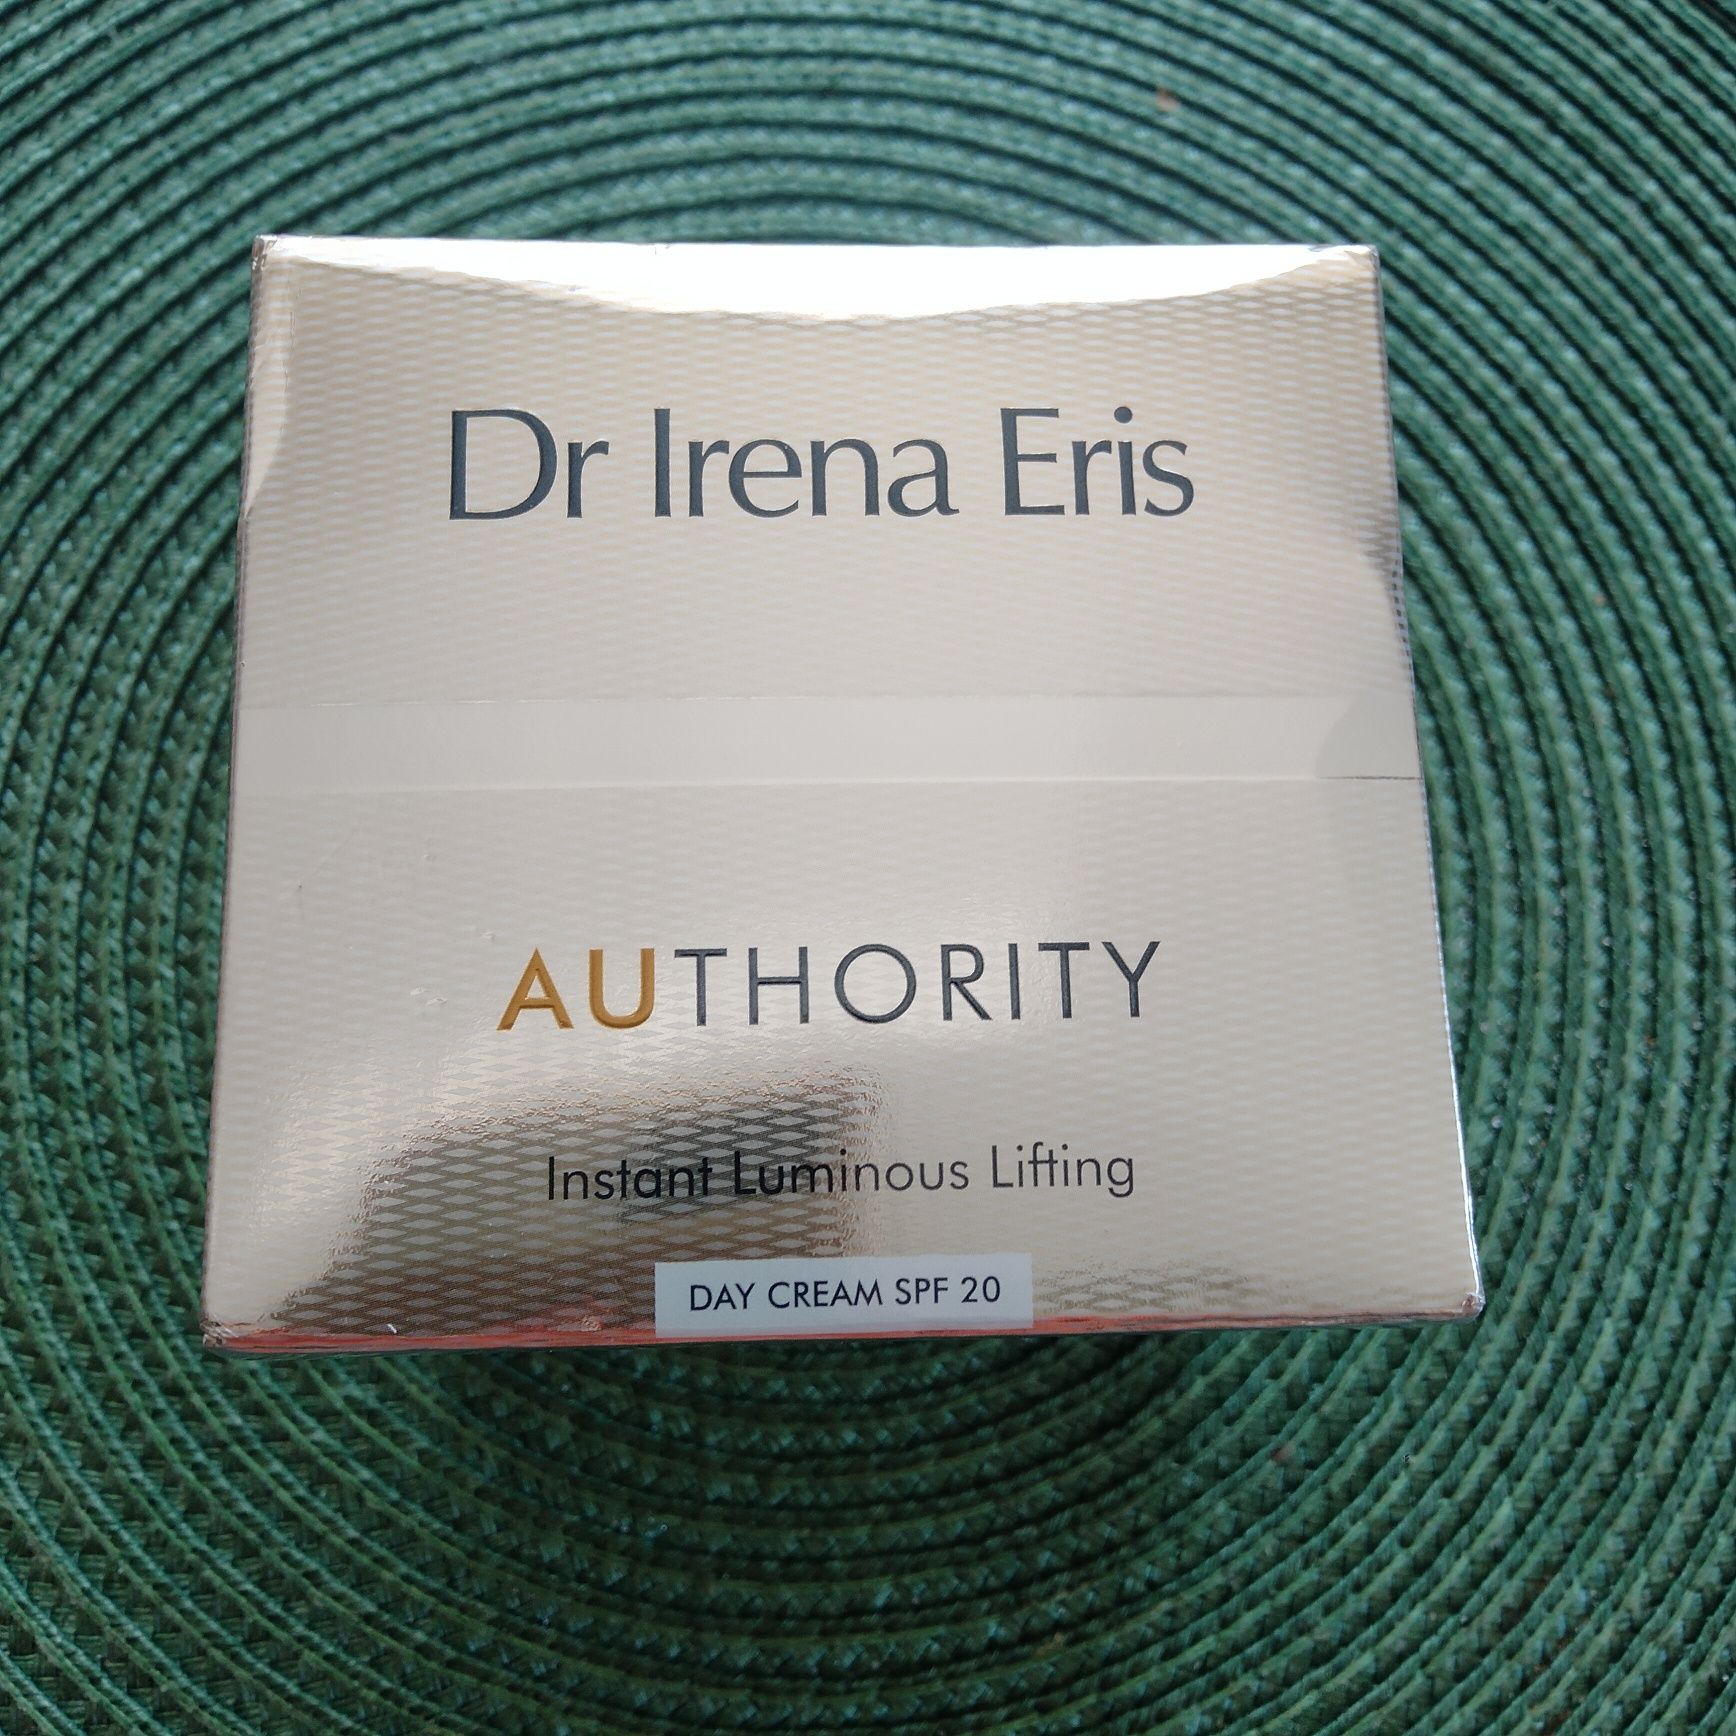 Dr Irena Eris
AUTHORITY
Instant Luminous Lifting
DAY CREAM SPF 20